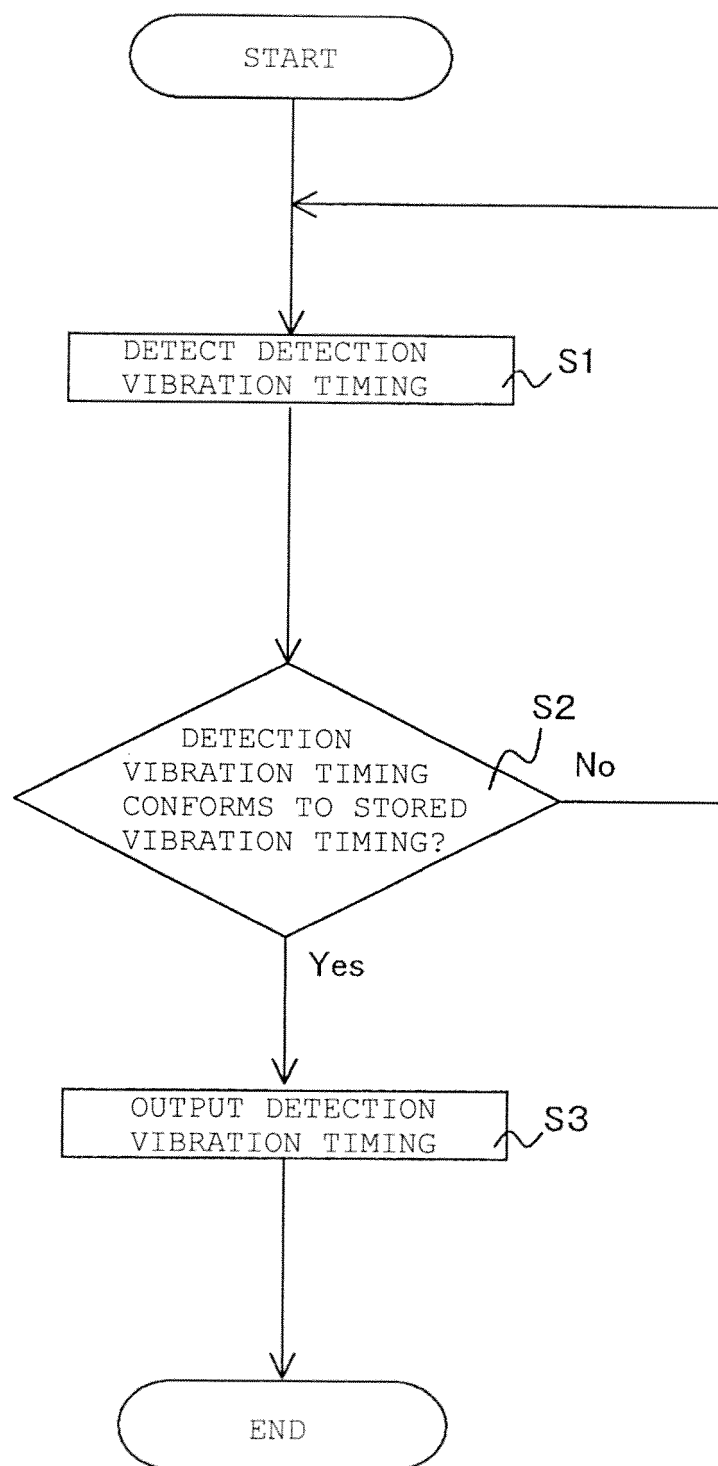 START
DETECT DETECTION
VIBRATION TIMING
S1
DETECTION
VIBRATION TIMING
CONFORMS TO STORED
VIBRATION TIMING?
S2
No
Yes
OUTPUT DETECTION
VIBRATION TIMING
S3
END